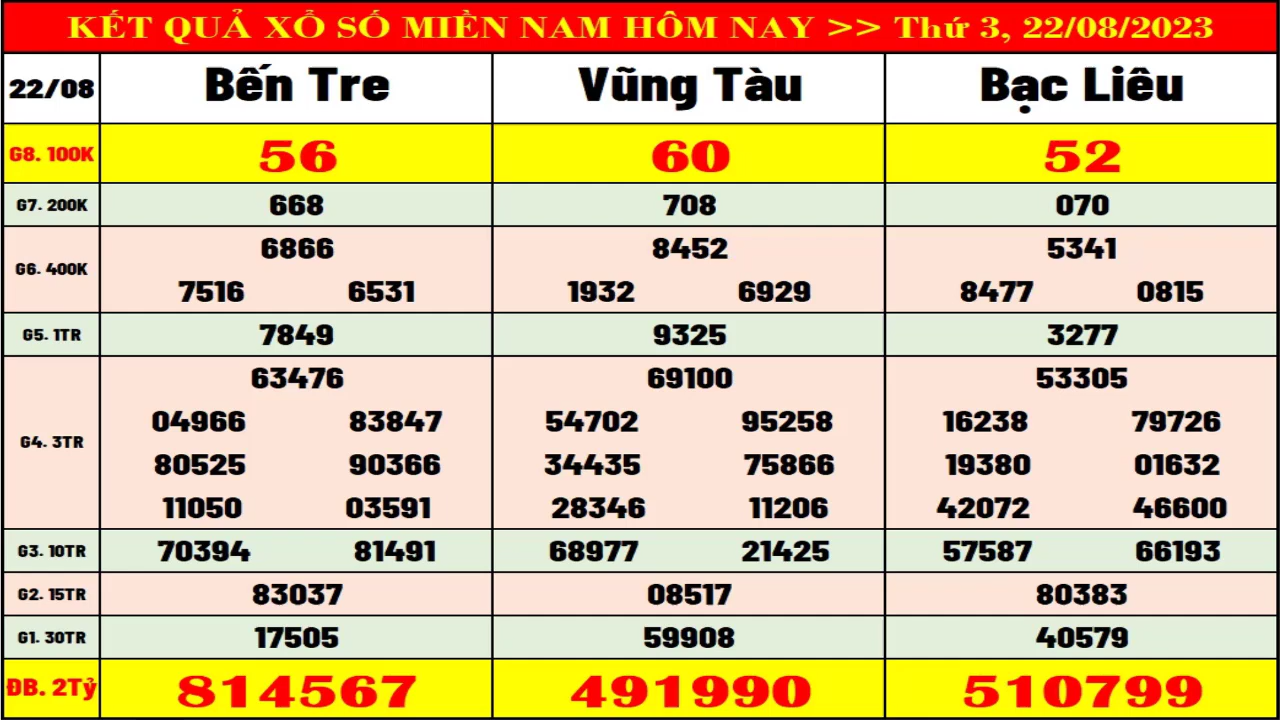 KẾT QUẢ XỔ SỐ MIỀN NAM HÔM NAY >> Thứ 3, 22/08/2023
22/08 Bến Tre Vũng Tàu Bạc Liêu
G8. 100K 56 60 52
G7. 200K 668 708 070
6866 8452 5341
G6. 400K
7516 6531 1932 6929 8477 0815
G5. 1TR 7849 9325 3277
63476 69100 53305
04966 83847 54702 95258 16238 79726
G4. 3TR
80525 90366 34435 75866 19380 01632
11050 03591 28346 11206 42072 46600
G3. 10TR 70394 81491 68977 21425 57587 66193
G2. 15TR 83037 08517 80383
G1. 30TR 17505 59908 40579
ĐB. 2Tỷ 814567 491990 510799